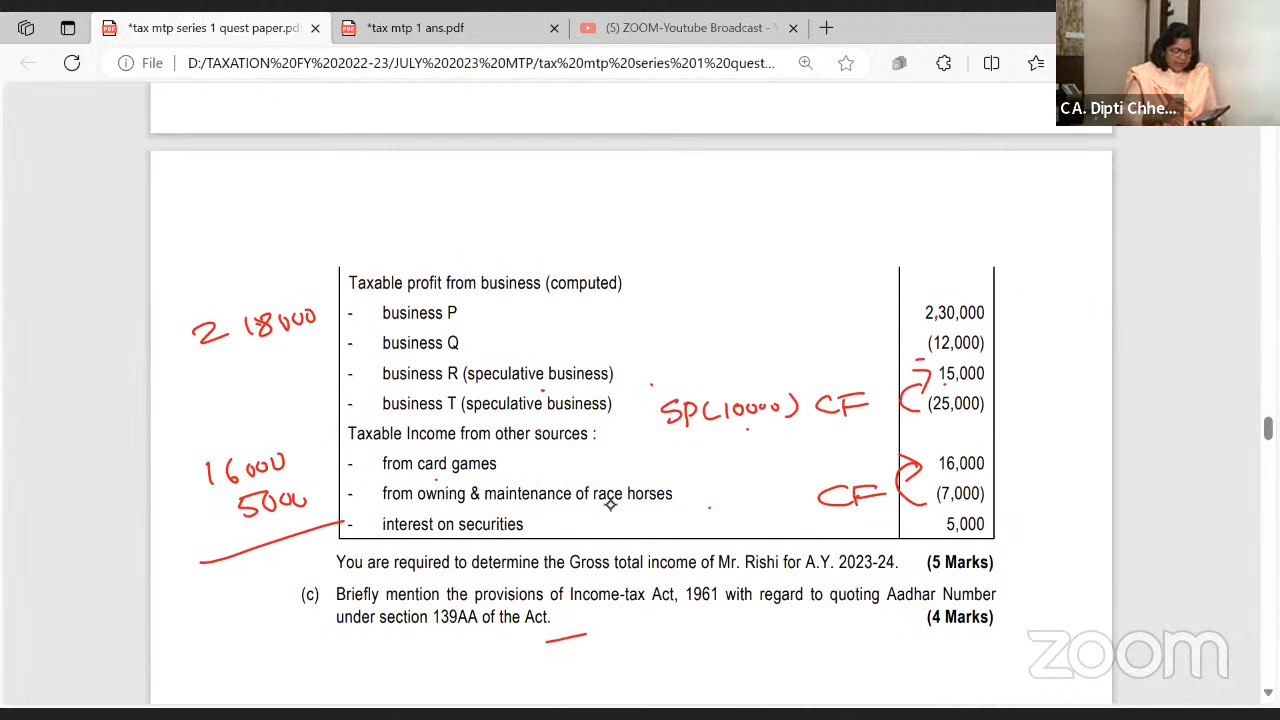 *tax mtp series 1 quest paper.pdf
*tax mtp 1 ans.pdf
(5) ZOOM-Youtube Broadcast - Y
File
D:/TAXATION%20FY%202022-23/JULY%202023%20MTP/tax%20mtp%20series%201%20quest...
CA. Dipti Chhe...
Taxable profit from business (computed)
2 18000 - business P 2,30,000
- business Q (12,000)
- business R (speculative business) 15,000
- business T (speculative business) SP(10000) CF (25,000)
Taxable Income from other sources :
16000 - from card games 16,000
5000 - from owning & maintenance of race horses CF (7,000)
- interest on securities 5,000
You are required to determine the Gross total income of Mr. Rishi for A.Y. 2023-24. (5 Marks)
(c) Briefly mention the provisions of Income-tax Act, 1961 with regard to quoting Aadhar Number
under section 139AA of the Act. (4 Marks)
zoom